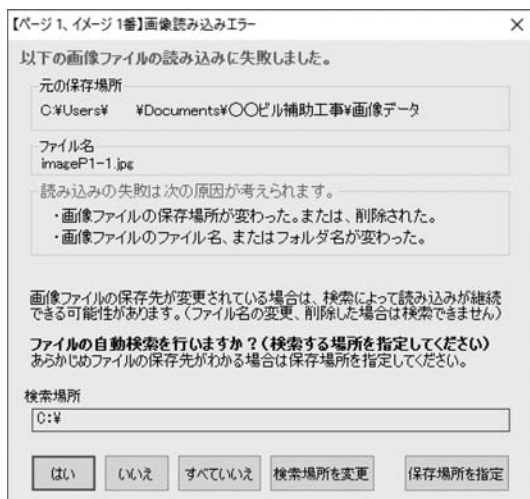 【ページ 1、イメージ 1番】画像読み込みエラー
以下の画像ファイルの読み込みに失敗しました。
元の保存場所
C:¥Users¥ ¥Documents¥〇〇ビル補助工事¥画像データ
ファイル名
imageP1-1.jpg
読み込みの失敗は次の原因が考えられます。
・画像ファイルの保存場所が変わった。または、削除された。
・画像ファイルのファイル名、またはフォルダ名が変わった。
画像ファイルの保存先が変更されている場合は、検索によって読み込みが継続
できる可能性があります。（ファイル名の変更、削除した場合は検索できません）
ファイルの自動検索を行いますか？（検索する場所を指定してください）
あらかじめファイルの保存先がわかる場合は保存場所を指定してください。
検索場所
C:¥
はい いいえ すべていいえ 検索場所を変更 保存場所を指定